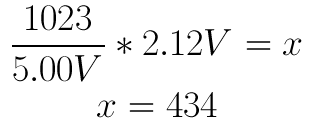 1023/5.00V * 2.12V = x
x = 434